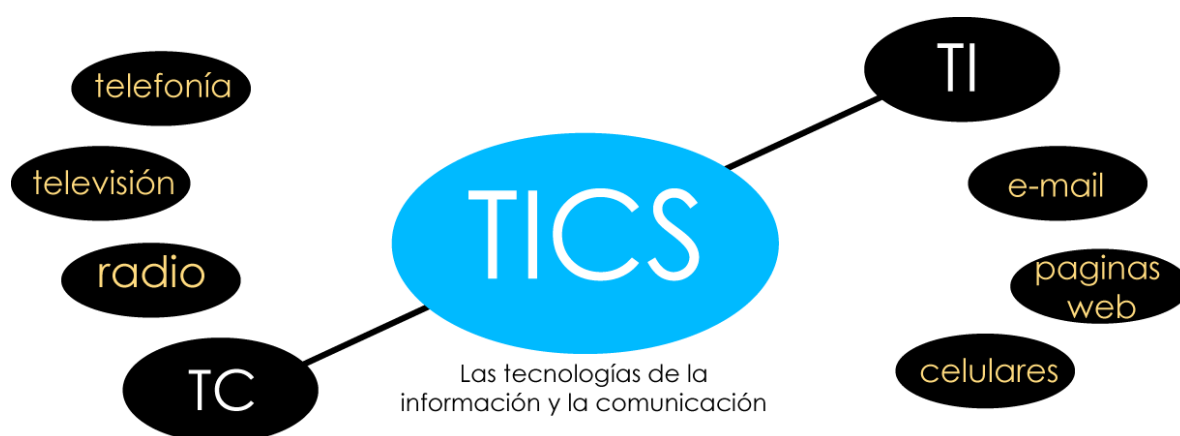 telefonía
televisión
radio
TC
TICS
Las tecnologías de la
información y la comunicación
TI
e-mail
paginas
web
celulares